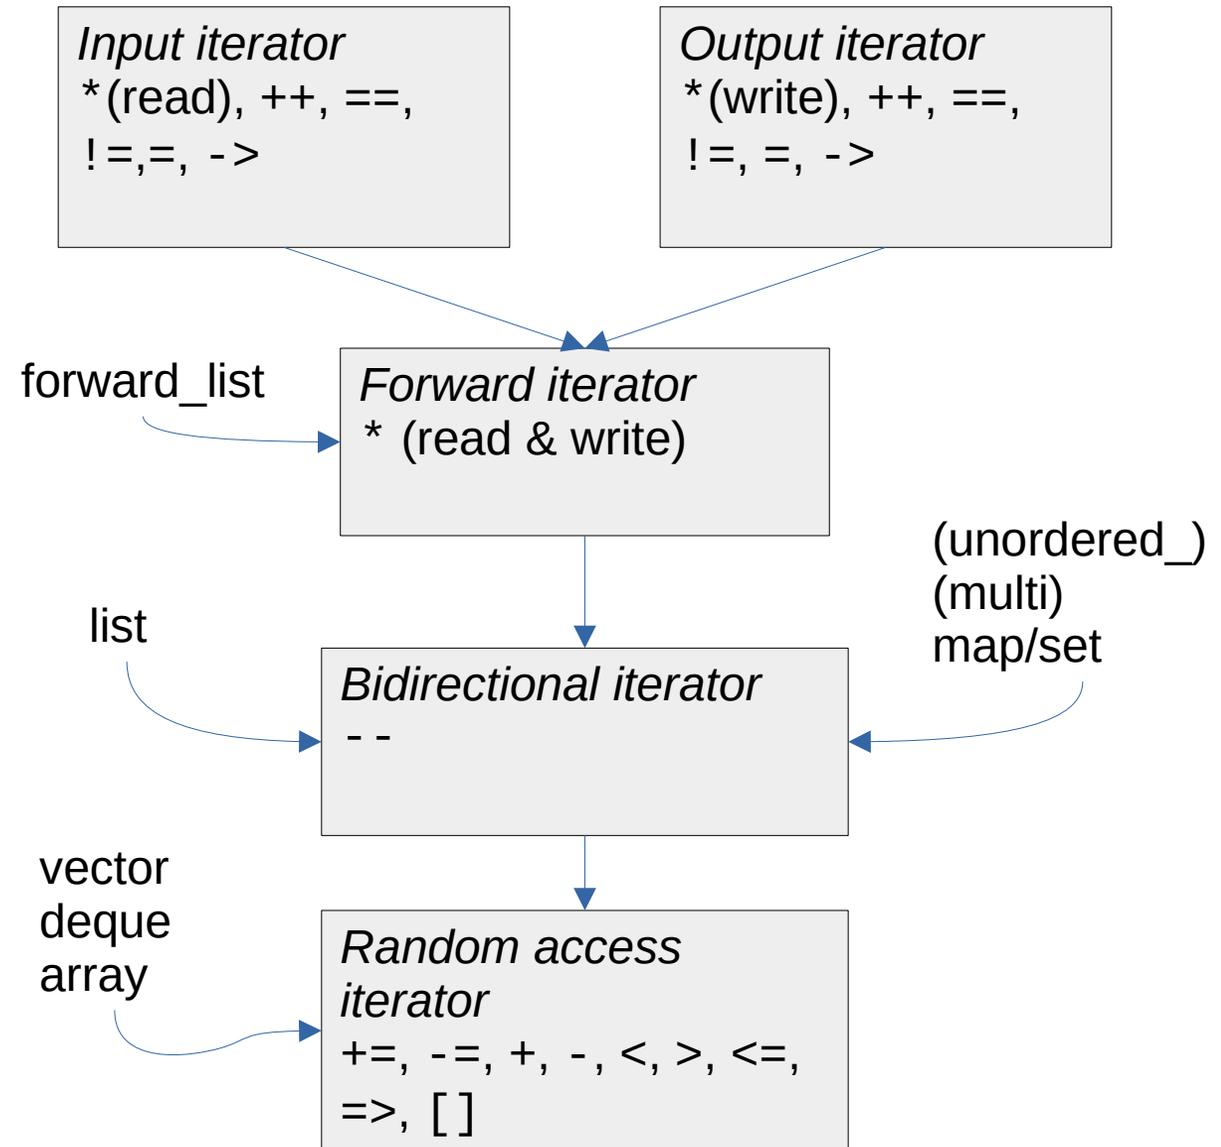 Input iterator
*(read), ++, ==,
!=,=, ->
Output iterator
*(write), ++, ==,
!=, =, ->
forward_list
Forward iterator
* (read & write)
(unordered_)
(multi)
map/set
list
Bidirectional iterator
--
vector
deque
array
Random access
iterator
+=, -=, +, -, <, >, <=,
=>, []